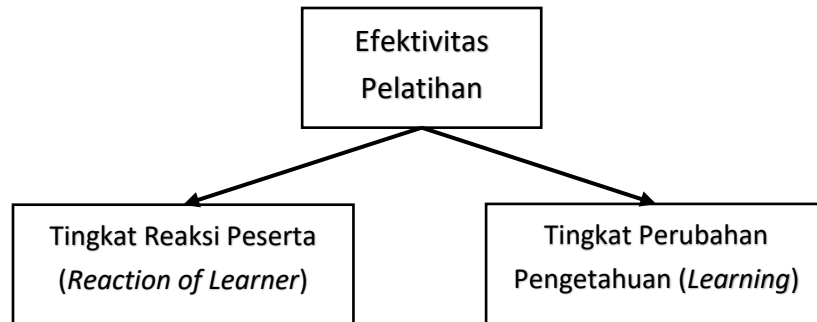 Efektivitas
Pelatihan
Tingkat Reaksi Peserta
(Reaction of Learner)
Tingkat Perubahan
Pengetahuan (Learning)